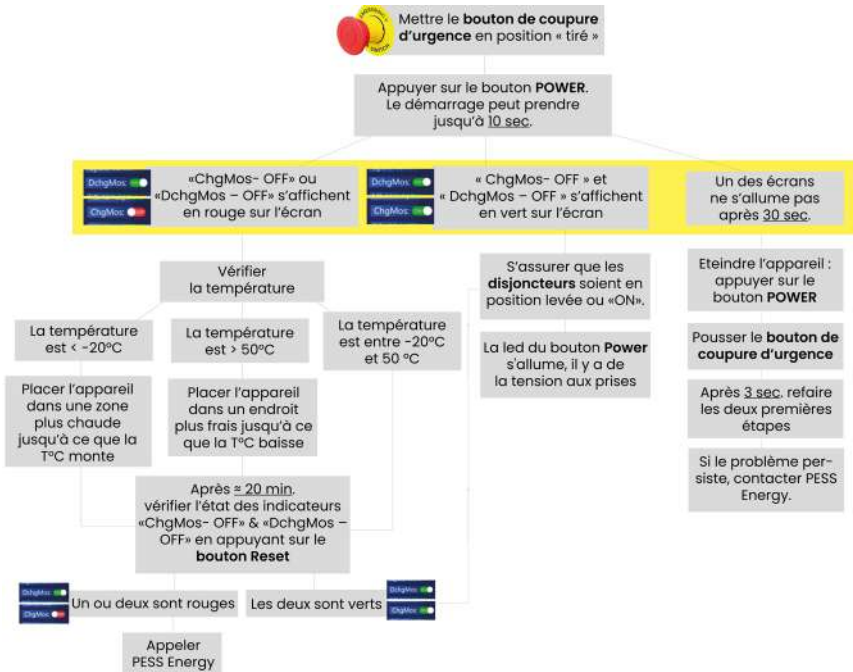 EMERGENCY
SWITCH
Mettre le bouton de coupure
d'urgence en position « tiré »
Appuyer sur le bouton POWER.
Le démarrage peut prendre
jusqu'à 10 sec.
DchgMos:
ChgMos:
«ChgMos- OFF» ou
«DchgMos – OFF» s'affichent
en rouge sur l'écran
DchgMos:
ChgMos:
« ChgMos- OFF » et
« DchgMos – OFF » s'affichent
en vert sur l'écran
Un des écrans
ne s'allume pas
après 30 sec.
Vérifier
la température
La température
est < -20°C
La température
est > 50°C
La température
est entre -20°C
et 50 °C
Placer l'appareil
dans une zone
plus chaude
jusqu'à ce que la
T°C monte
Placer l'appareil
dans un endroit
plus frais jusqu'à ce
que la T°C baisse
Après ≈ 20 min.
vérifier l'état des indicateurs
«ChgMos- OFF» & «DchgMos –
OFF» en appuyant sur le
bouton Reset
DchgMos:
ChgMos:
Un ou deux sont rouges
Les deux sont verts
DchgMos:
ChgMos:
Appeler
PESS Energy
S'assurer que les
disjoncteurs soient en
position levée ou «ON».
La led du bouton Power
s'allume, il y a de
la tension aux prises
Eteindre l'appareil :
appuyer sur le
bouton POWER
Pousser le bouton de
coupure d'urgence
Après 3 sec. refaire
les deux premières
étapes
Si le problème per-
siste, contacter PESS
Energy.